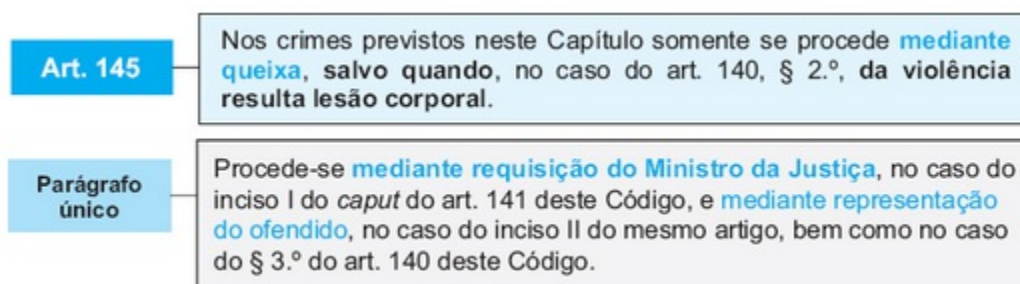 Art. 145
Nos crimes previstos neste Capítulo somente se procede mediante
queixa, salvo quando, no caso do art. 140, § 2.º, da violência
resulta lesão corporal.
Parágrafo
único
Procede-se mediante requisição do Ministro da Justiça, no caso do
inciso I do caput do art. 141 deste Código, e mediante representação
do ofendido, no caso do inciso II do mesmo artigo, bem como no caso
do § 3.º do art. 140 deste Código.